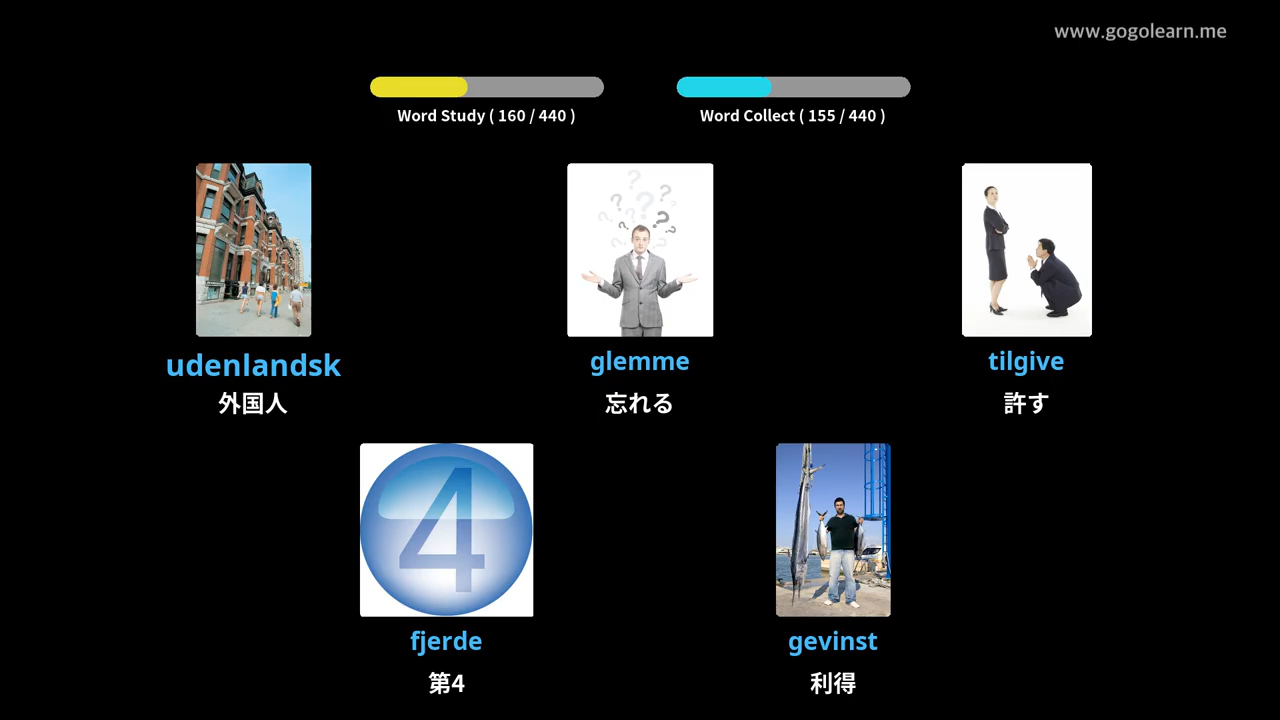 www.gogolearn.me
Word Study ( 160 / 440 )
Word Collect ( 155 / 440 )
udenlandsk
外国人
glemme
忘れる
tilgive
許す
4
fjerde
第4
gevinst
利得